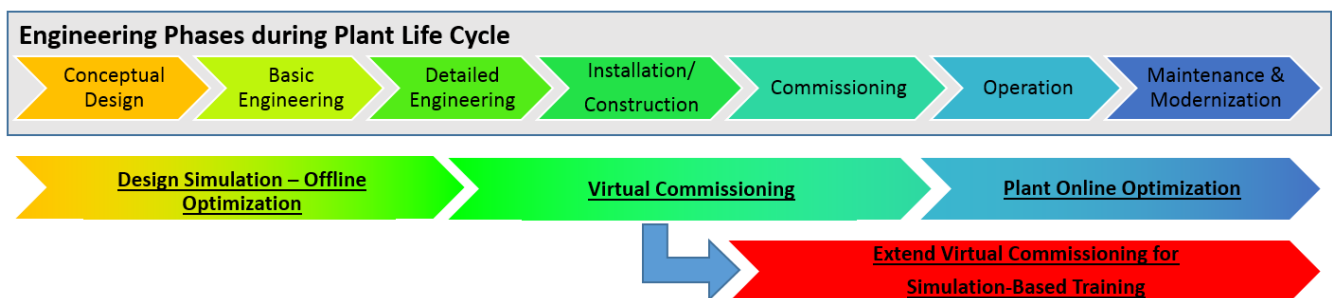 Engineering Phases during Plant Life Cycle
Conceptual
Design
Basic
Engineering
Detailed
Engineering
Installation/
Construction
Commissioning
Operation
Maintenance &
Modernization
Design Simulation – Offline
Optimization
Virtual Commissioning
Plant Online Optimization
Extend Virtual Commissioning for
Simulation-Based Training